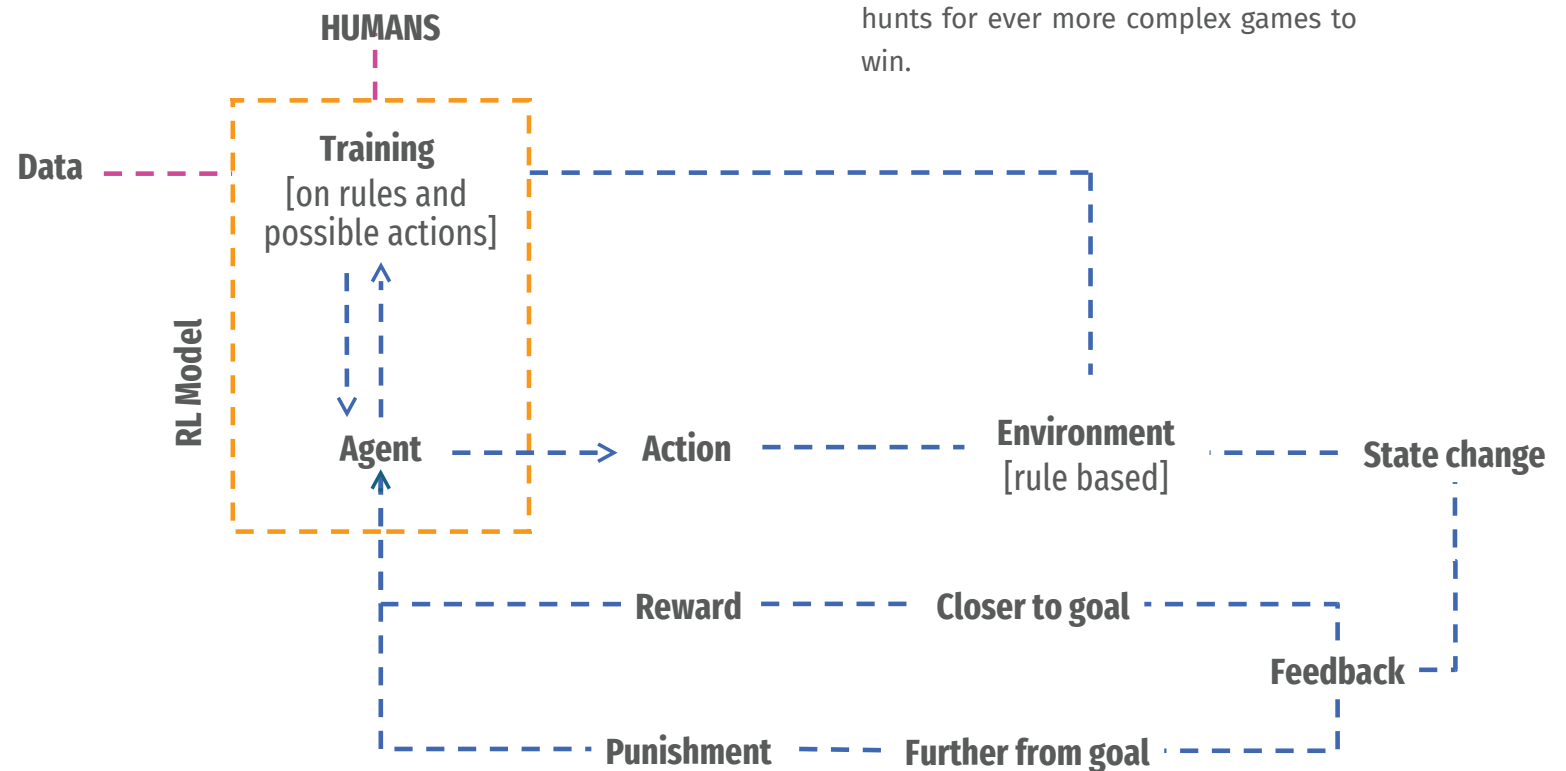 hunts for ever more complex games to
win.
HUMANS
Data
Training
[on rules and
possible actions]
RL Model
Agent
Action
Environment
[rule based]
State change
Reward
Closer to goal
Feedback
Punishment
Further from goal